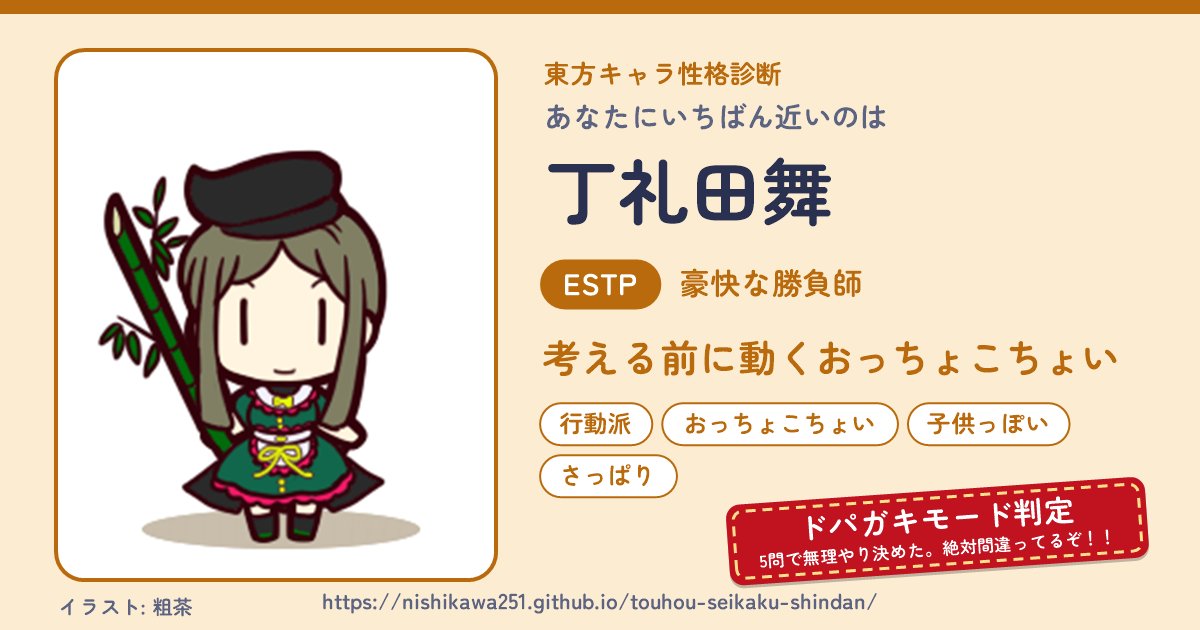 東方キャラ性格診断
あなたにいちばん近いのは
丁礼田舞
ESTP 豪快な勝負師
考える前に動くおっちょこちょい
行動派 おっちょこちょい 子供っぽい
さっぱり
ドパガキモード判定
5問で無理やり決めた。絶対間違ってるぞ！！
イラスト: 粗茶
https://nishikawa251.github.io/touhou-seikaku-shindan/